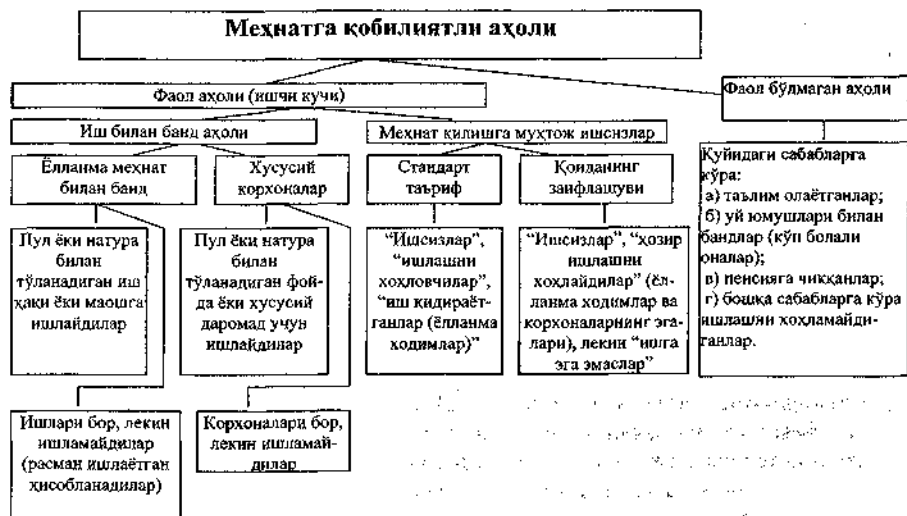 Меҳнатга қобилиятли аҳоли
Фаол аҳоли (ишчи кучи)
Фаол бўлмаган аҳоли
Иш билан банд аҳоли
Меҳнат қилишга муҳтож ишсизлар
Ёлланма меҳнат
билан банд
Хусусий
корхоналар
Стандарт
таъриф
Қоиданинг
заифлашуви
Қуйидаги сабабларга
кўра:
а) таълим олаётганлар;
б) уй юмушлари билан
бандлар (кўп болали
оналар);
в) пенсияга чиққанлар;
г) бошқа сабабларга кўра
ишлашни хоҳламайди-
ганлар.
Пул ёки натура
билан
тўланадиган иш
ҳақи ёки маошга
ишлайдилар
Пул ёки натура
билан
тўланадиган фой-
да ёки хусусий
даромад учун
ишлайдилар
“Ишсизлар”,
“ишлашни
хоҳловчилар”,
“иш қидираёт-
ганлар (ёлланма
ходимлар)”
“Ишсизлар”, “ҳозир
ишлашни
хоҳлайдилар” (ёл-
ланма ходимлар ва
корхоналарнинг эга-
лари), лекин “ишга
эга эмаслар”
Ишлари бор, лекин
ишламайдилар
(расман ишлаётган
ҳисобланадилар)
Корхоналари бор,
лекин ишламай-
дилар